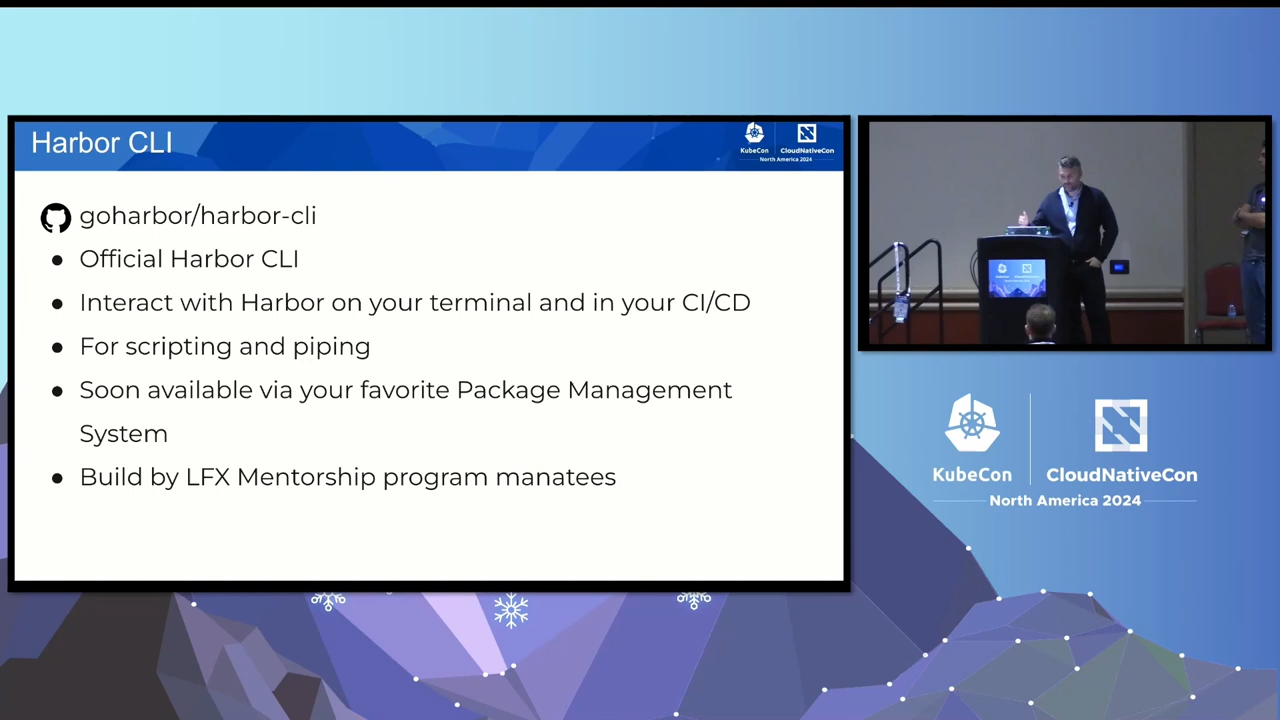 Harbor CLI
KubeCon
CloudNativeCon
North America 2024
goharbor/harbor-cli
Official Harbor CLI
Interact with Harbor on your terminal and in your CI/CD
For scripting and piping
Soon available via your favorite Package Management
System
Build by LFX Mentorship program manatees
KubeCon
CloudNativeCon
North America 2024